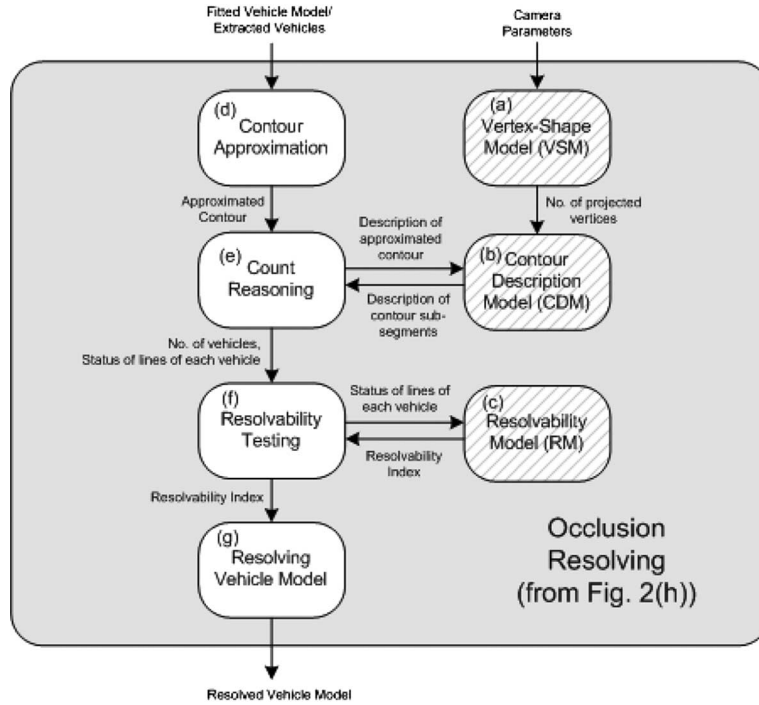 Fitted Vehicle Model/
Extracted Vehicles
Camera
Parameters
(d)
Contour
Approximation
(a)
Vertex-Shape
Model (VSM)
Approximated
Contour
No. of projected
vertices
Description of
approximated
contour
(e)
Count
Reasoning
(b)
Contour
Description
Model (CDM)
Description of
contour sub-
segments
No. of vehicles,
Status of lines of each vehicle
(f)
Resolvability
Testing
Status of lines of
each vehicle
(c)
Resolvability
Model (RM)
Resolvability
Index
Resolvability Index
(g)
Resolving
Vehicle Model
Occlusion
Resolving
(from Fig. 2(h))
Resolved Vehicle Model